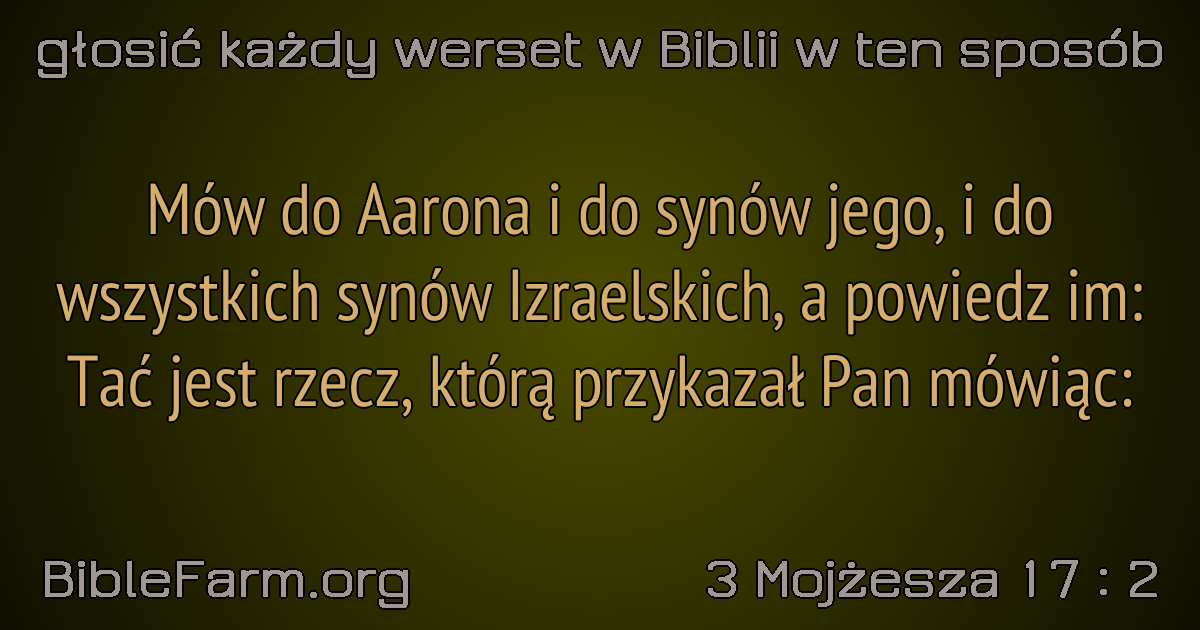 głosić każdy werset w Biblii w ten sposób
Mów do Aarona i do synów jego, i do
wszystkich synów Izraelskich, a powiedz im:
Tać jest rzecz, którą przykazał Pan mówiąc:
BibleFarm.org
3 Mojżesza 17 : 2